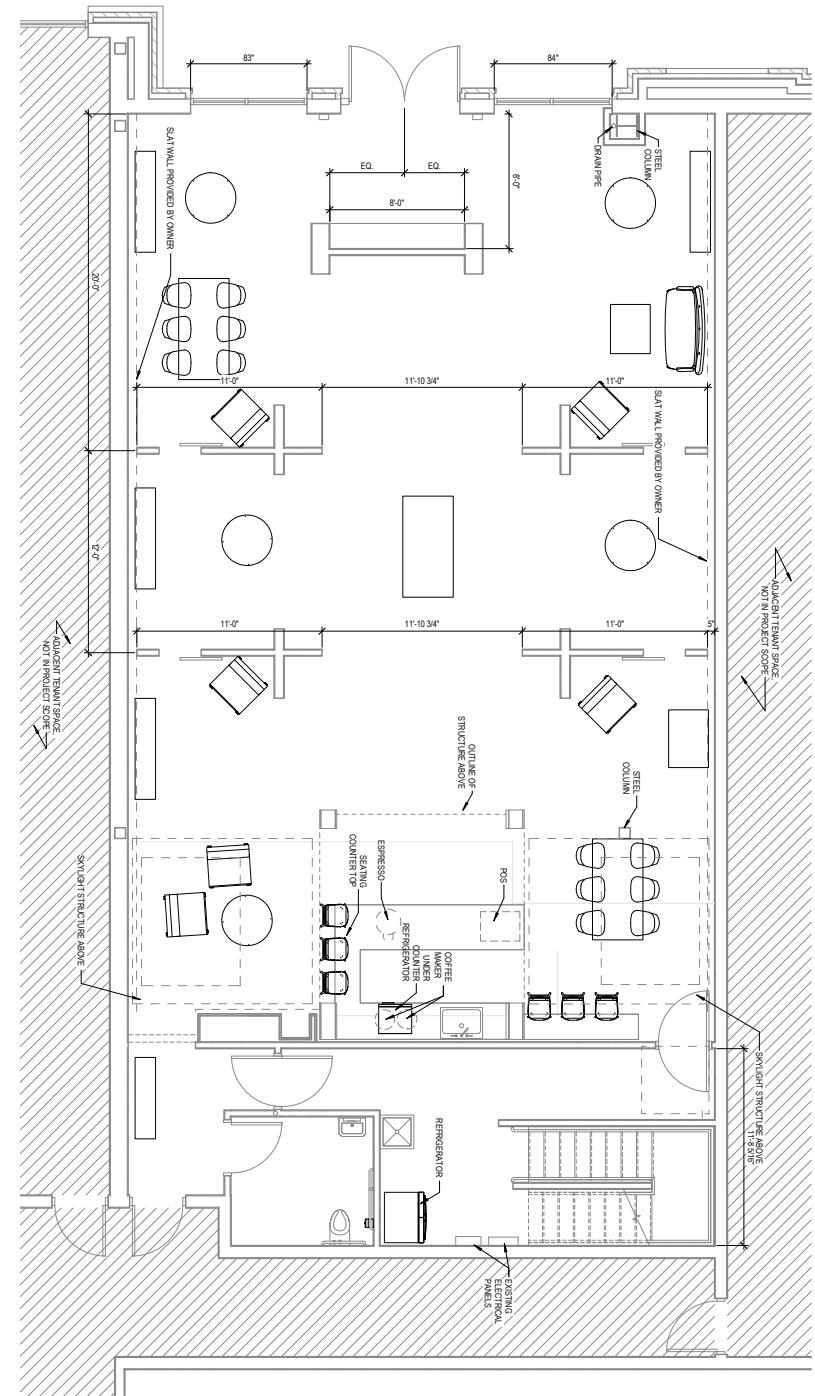 83"
84"
SLAT WALL PROVIDED BY OWNER
EQ.
EQ.
8'-0"
8'-0"
STEEL
COLUMN
DRAIN PIPE
20'-0"
11'-0"
11'-10 3/4"
11'-0"
SLAT WALL PROVIDED BY OWNER
12'-0"
ADJACENT TENANT SPACE,
NOT IN PROJECT SCOPE
11'-0"
11'-10 3/4"
11'-0"
5"
ADJACENT TENANT SPACE,
NOT IN PROJECT SCOPE
OUTLINE OF
STRUCTURE ABOVE
STEEL
COLUMN
SKYLIGHT STRUCTURE ABOVE
SEATING
COUNTER TOP
ESPRESSO
POS
COFFEE
MAKER
UNDER
COUNTER
REFRIGERATOR
SKYLIGHT STRUCTURE ABOVE
11'-8 5/16"
REFRIGERATOR
EXISTING
ELECTRICAL
PANELS